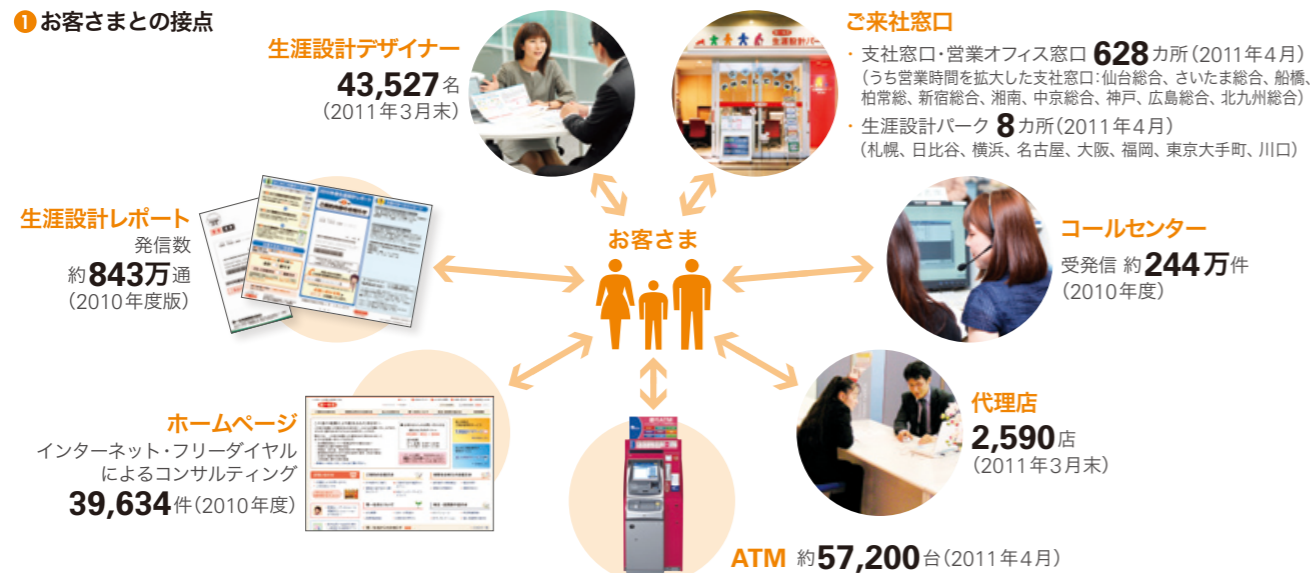 ❶お客さまとの接点
生涯設計デザイナー
43,527名
(2011年3月末)
ご来社窓口
・支社窓口・営業オフィス窓口 628カ所(2011年4月)
(うち営業時間を拡大した支社窓口:仙台総合、さいたま総合、船橋、
柏常総、新宿総合、湘南、中京総合、神戸、広島総合、北九州総合)
・生涯設計パーク 8カ所(2011年4月)
(札幌、日比谷、横浜、名古屋、大阪、福岡、東京大手町、川口)
生涯設計レポート
発信数
約843万通
(2010年度版)
お客さま
コールセンター
受発信 約244万件
(2010年度)
ホームページ
インターネット・フリーダイヤル
によるコンサルティング
39,634件(2010年度)
代理店
2,590店
(2011年3月末)
ATM 約57,200台(2011年4月)